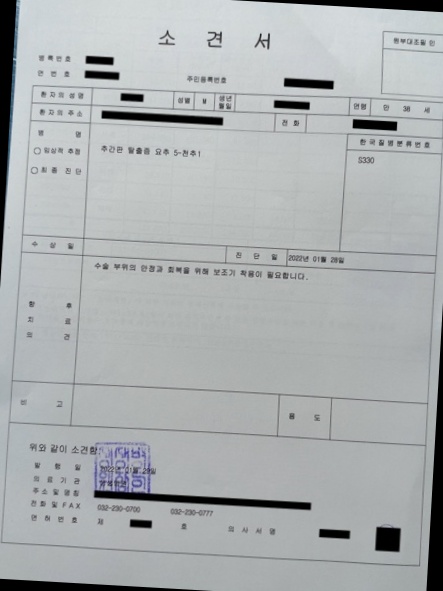 소 견 서
원부대조필 인
등록번호
연 번 호 주민등록번호
환자의 성명 성별 M 생년월일 연령 만 38 세
환자의 주소 전 화
병 명 한국질병분류번호
○ 임상적 추정 추간판 탈출증 요추 5-천추1 S330
○ 최 종 진 단
수 상 일 진 단 일 2022년 01월 28일
수술 부위의 안정과 회복을 위해 보조기 착용이 필요합니다.
향 후
치 료
의 견
비 고 용 도
위와 같이 소견함.
발 행 일 2022년 01월 29일
의 료 기 관
주소 및 명칭
전화 및 FAX 032-230-0700 032-230-0777
면 허 번 호 제 호 의 사 서 명